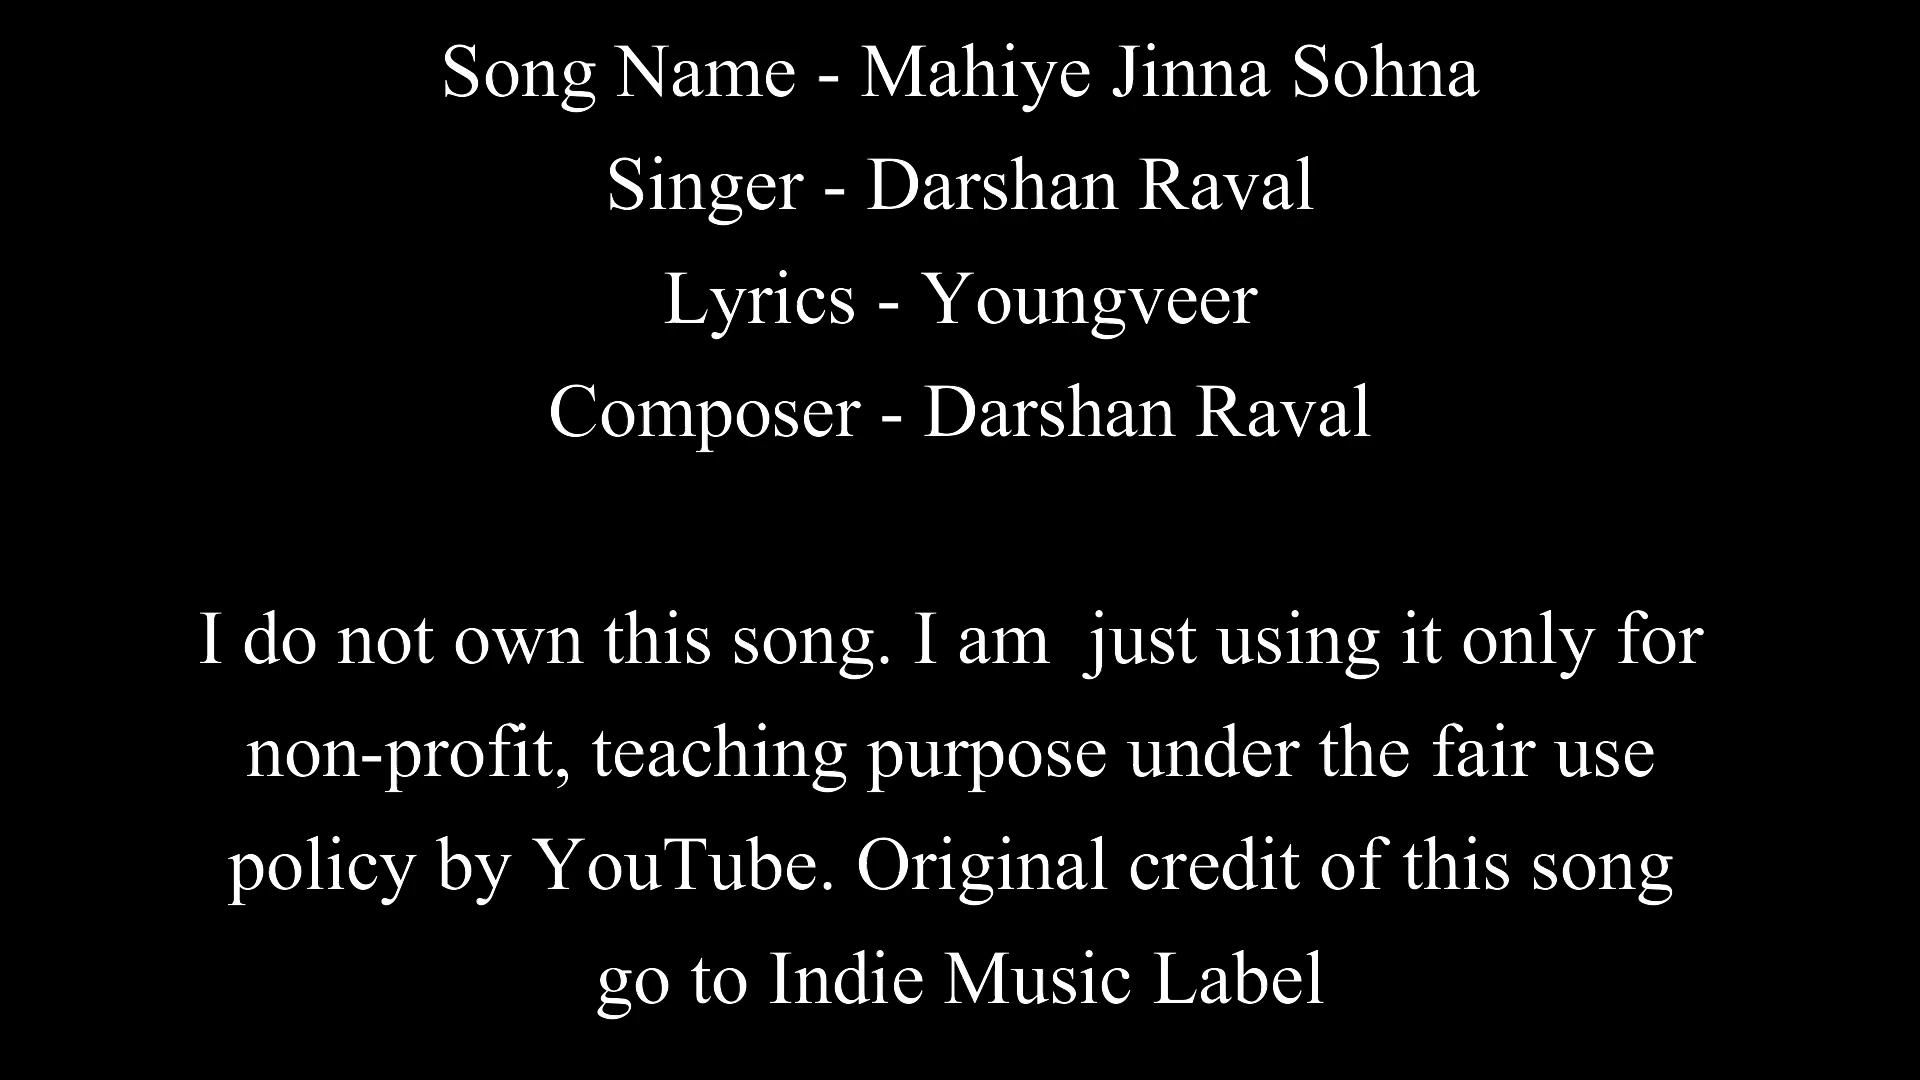 Song Name - Mahiye Jinna Sohna
Singer - Darshan Raval
Lyrics - Youngveer
Composer - Darshan Raval
I do not own this song. I am  just using it only for
non-profit, teaching purpose under the fair use
policy by YouTube. Original credit of this song
go to Indie Music Label